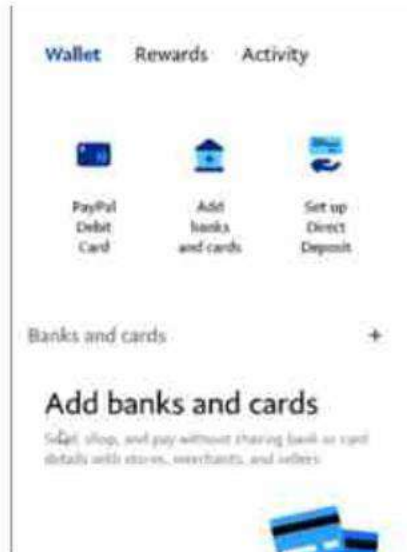 Wallet Rewards Activity
PayPal Add Set up
Debit banks Direct
Card and cards Deposit
Banks and cards +
Add banks and cards
Send, shop, and pay without sharing bank or card
details with stores, merchants, and sellers